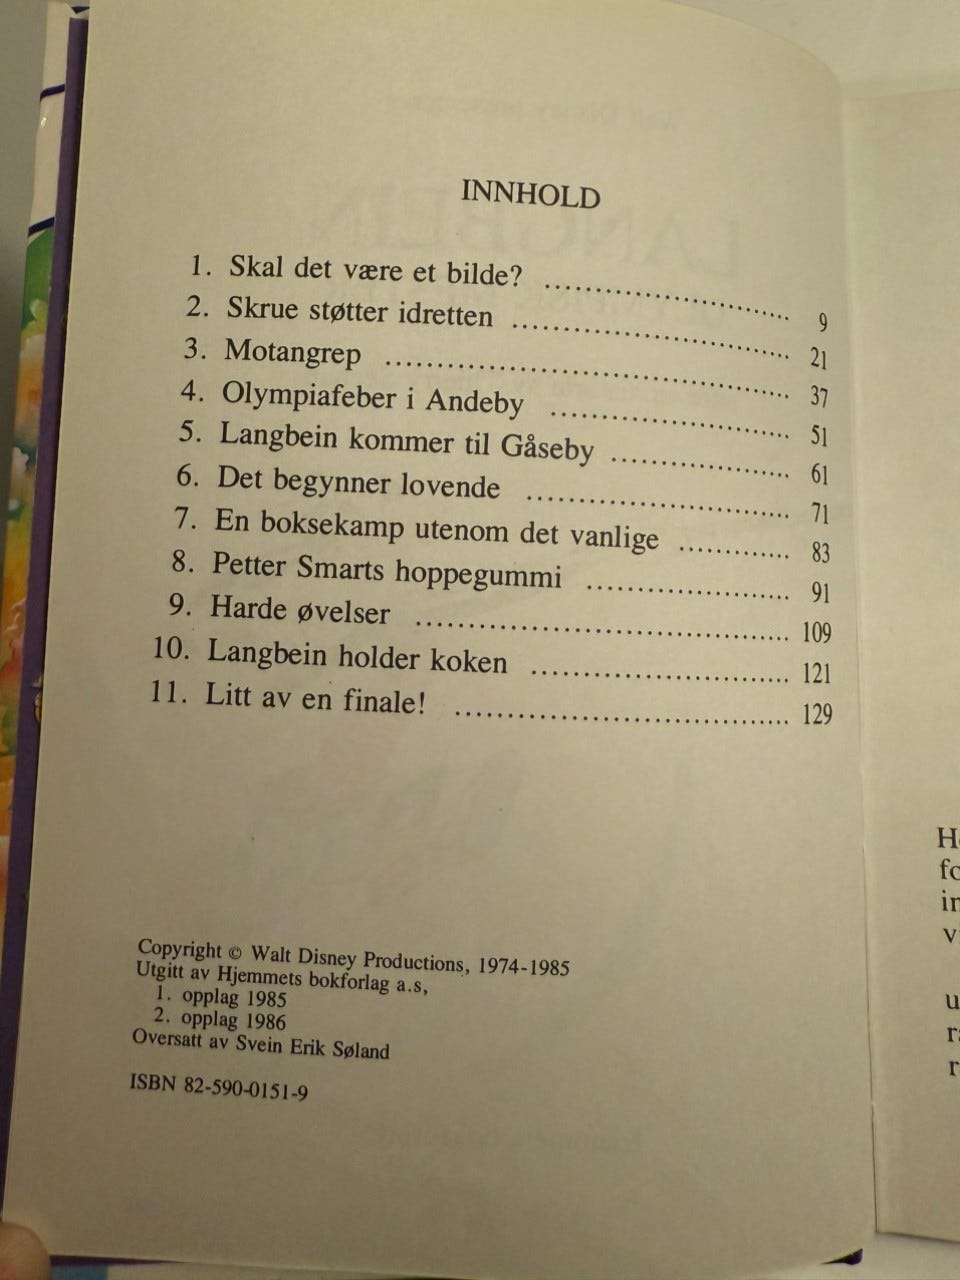 INNHOLD
1. Skal det være et bilde? ........................ 9
2. Skrue støtter idretten ........................ 21
3. Motangrep ........................ 37
4. Olympiafeber i Andeby ........................ 51
5. Langbein kommer til Gåseby ........................ 61
6. Det begynner lovende ........................ 71
7. En boksekamp utenom det vanlige ............ 83
8. Petter Smarts hoppegummi ........................ 91
9. Harde øvelser ........................ 109
10. Langbein holder koken ........................ 121
11. Litt av en finale! ........................ 129
Copyright © Walt Disney Productions, 1974-1985
Utgitt av Hjemmets bokforlag a.s,
1. opplag 1985
2. opplag 1986
Oversatt av Svein Erik Søland
ISBN 82-590-0151-9